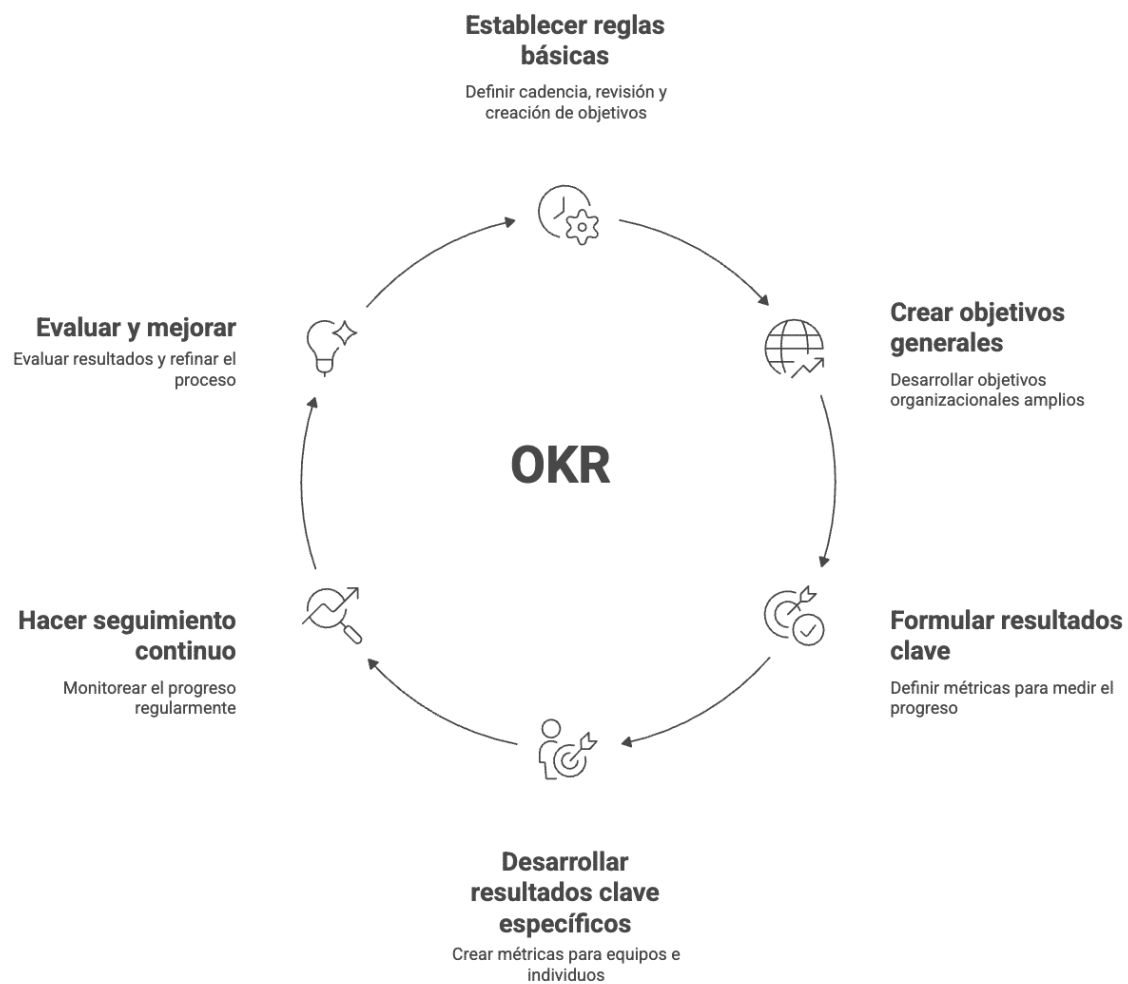 Establecer reglas
básicas
Definir cadencia, revisión y
creación de objetivos
Crear objetivos
generales
Desarrollar objetivos
organizacionales amplios
Formular resultados
clave
Definir métricas para medir el
progreso
Desarrollar
resultados clave
específicos
Crear métricas para equipos e
individuos
Hacer seguimiento
continuo
Monitorear el progreso
regularmente
Evaluar y mejorar
Evaluar resultados y refinar el
proceso
OKR